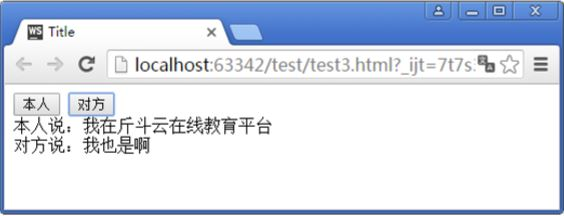 WS Title
localhost:63342/test/test3.html?_ijt=7t7s
本人 对方
本人说：我在斤斗云在线教育平台
对方说：我也是啊